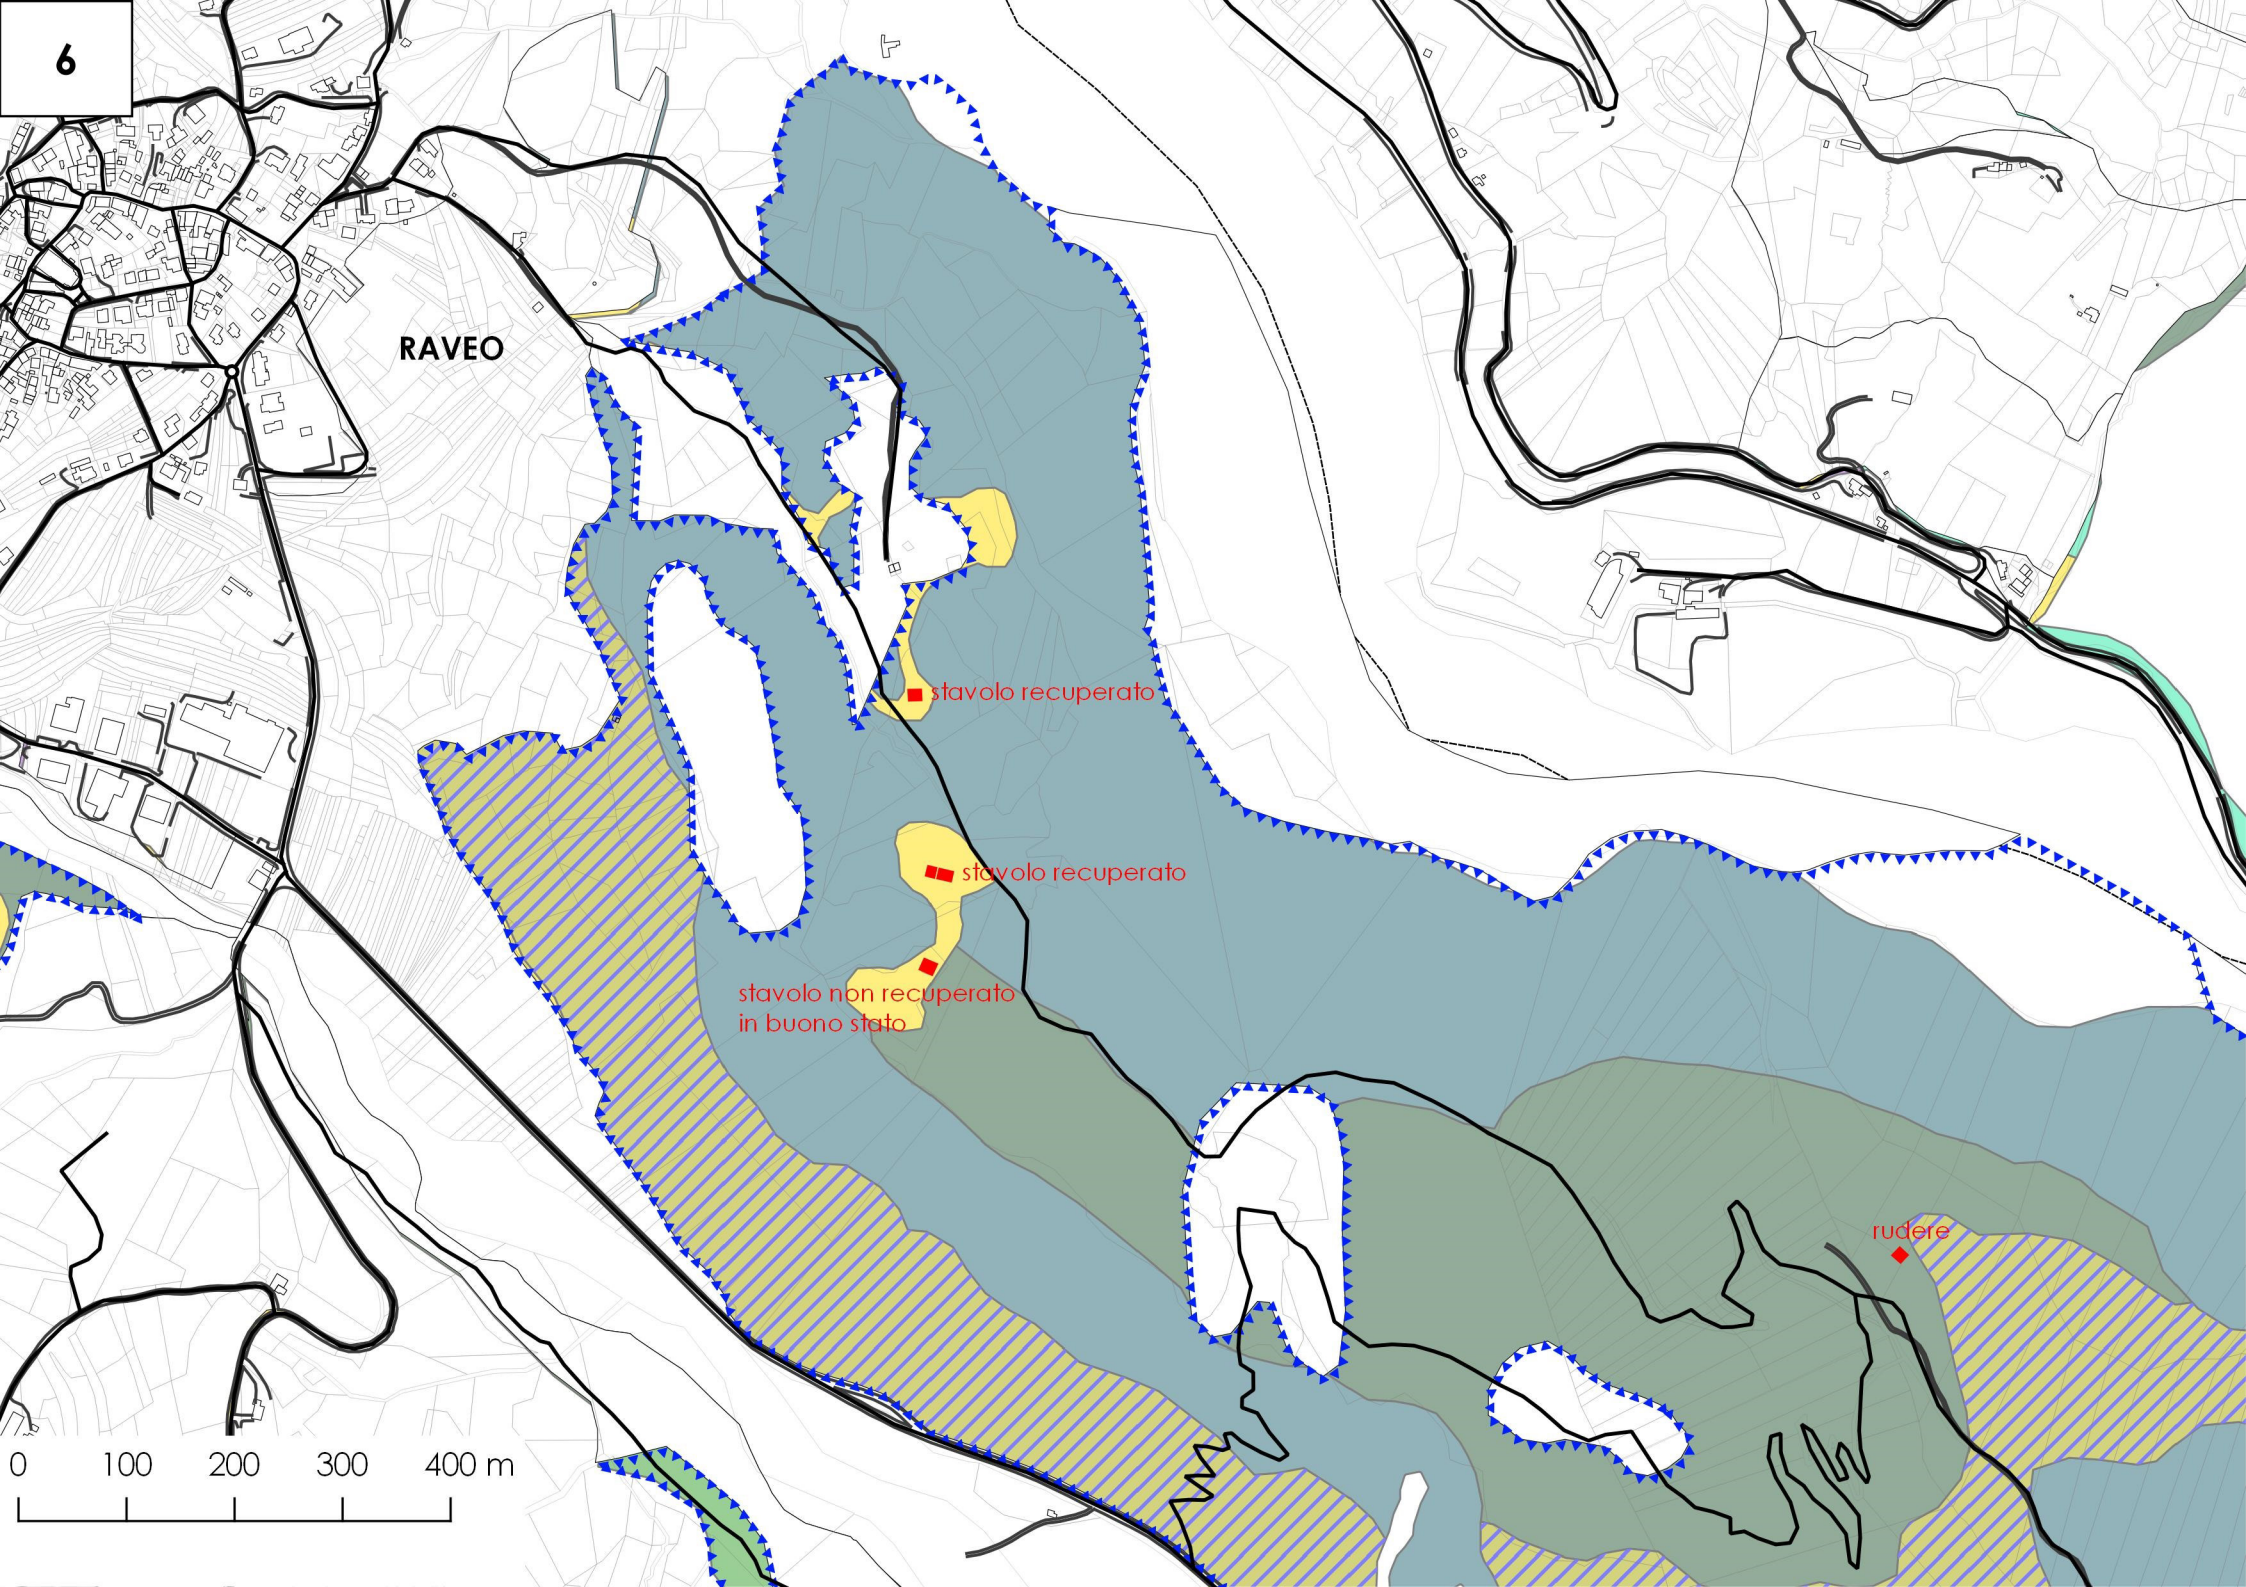 6
RAVEO
stavolo recuperato
stavolo recuperato
stavolo non recuperato
in buono stato
rudere
0 100 200 300 400 m